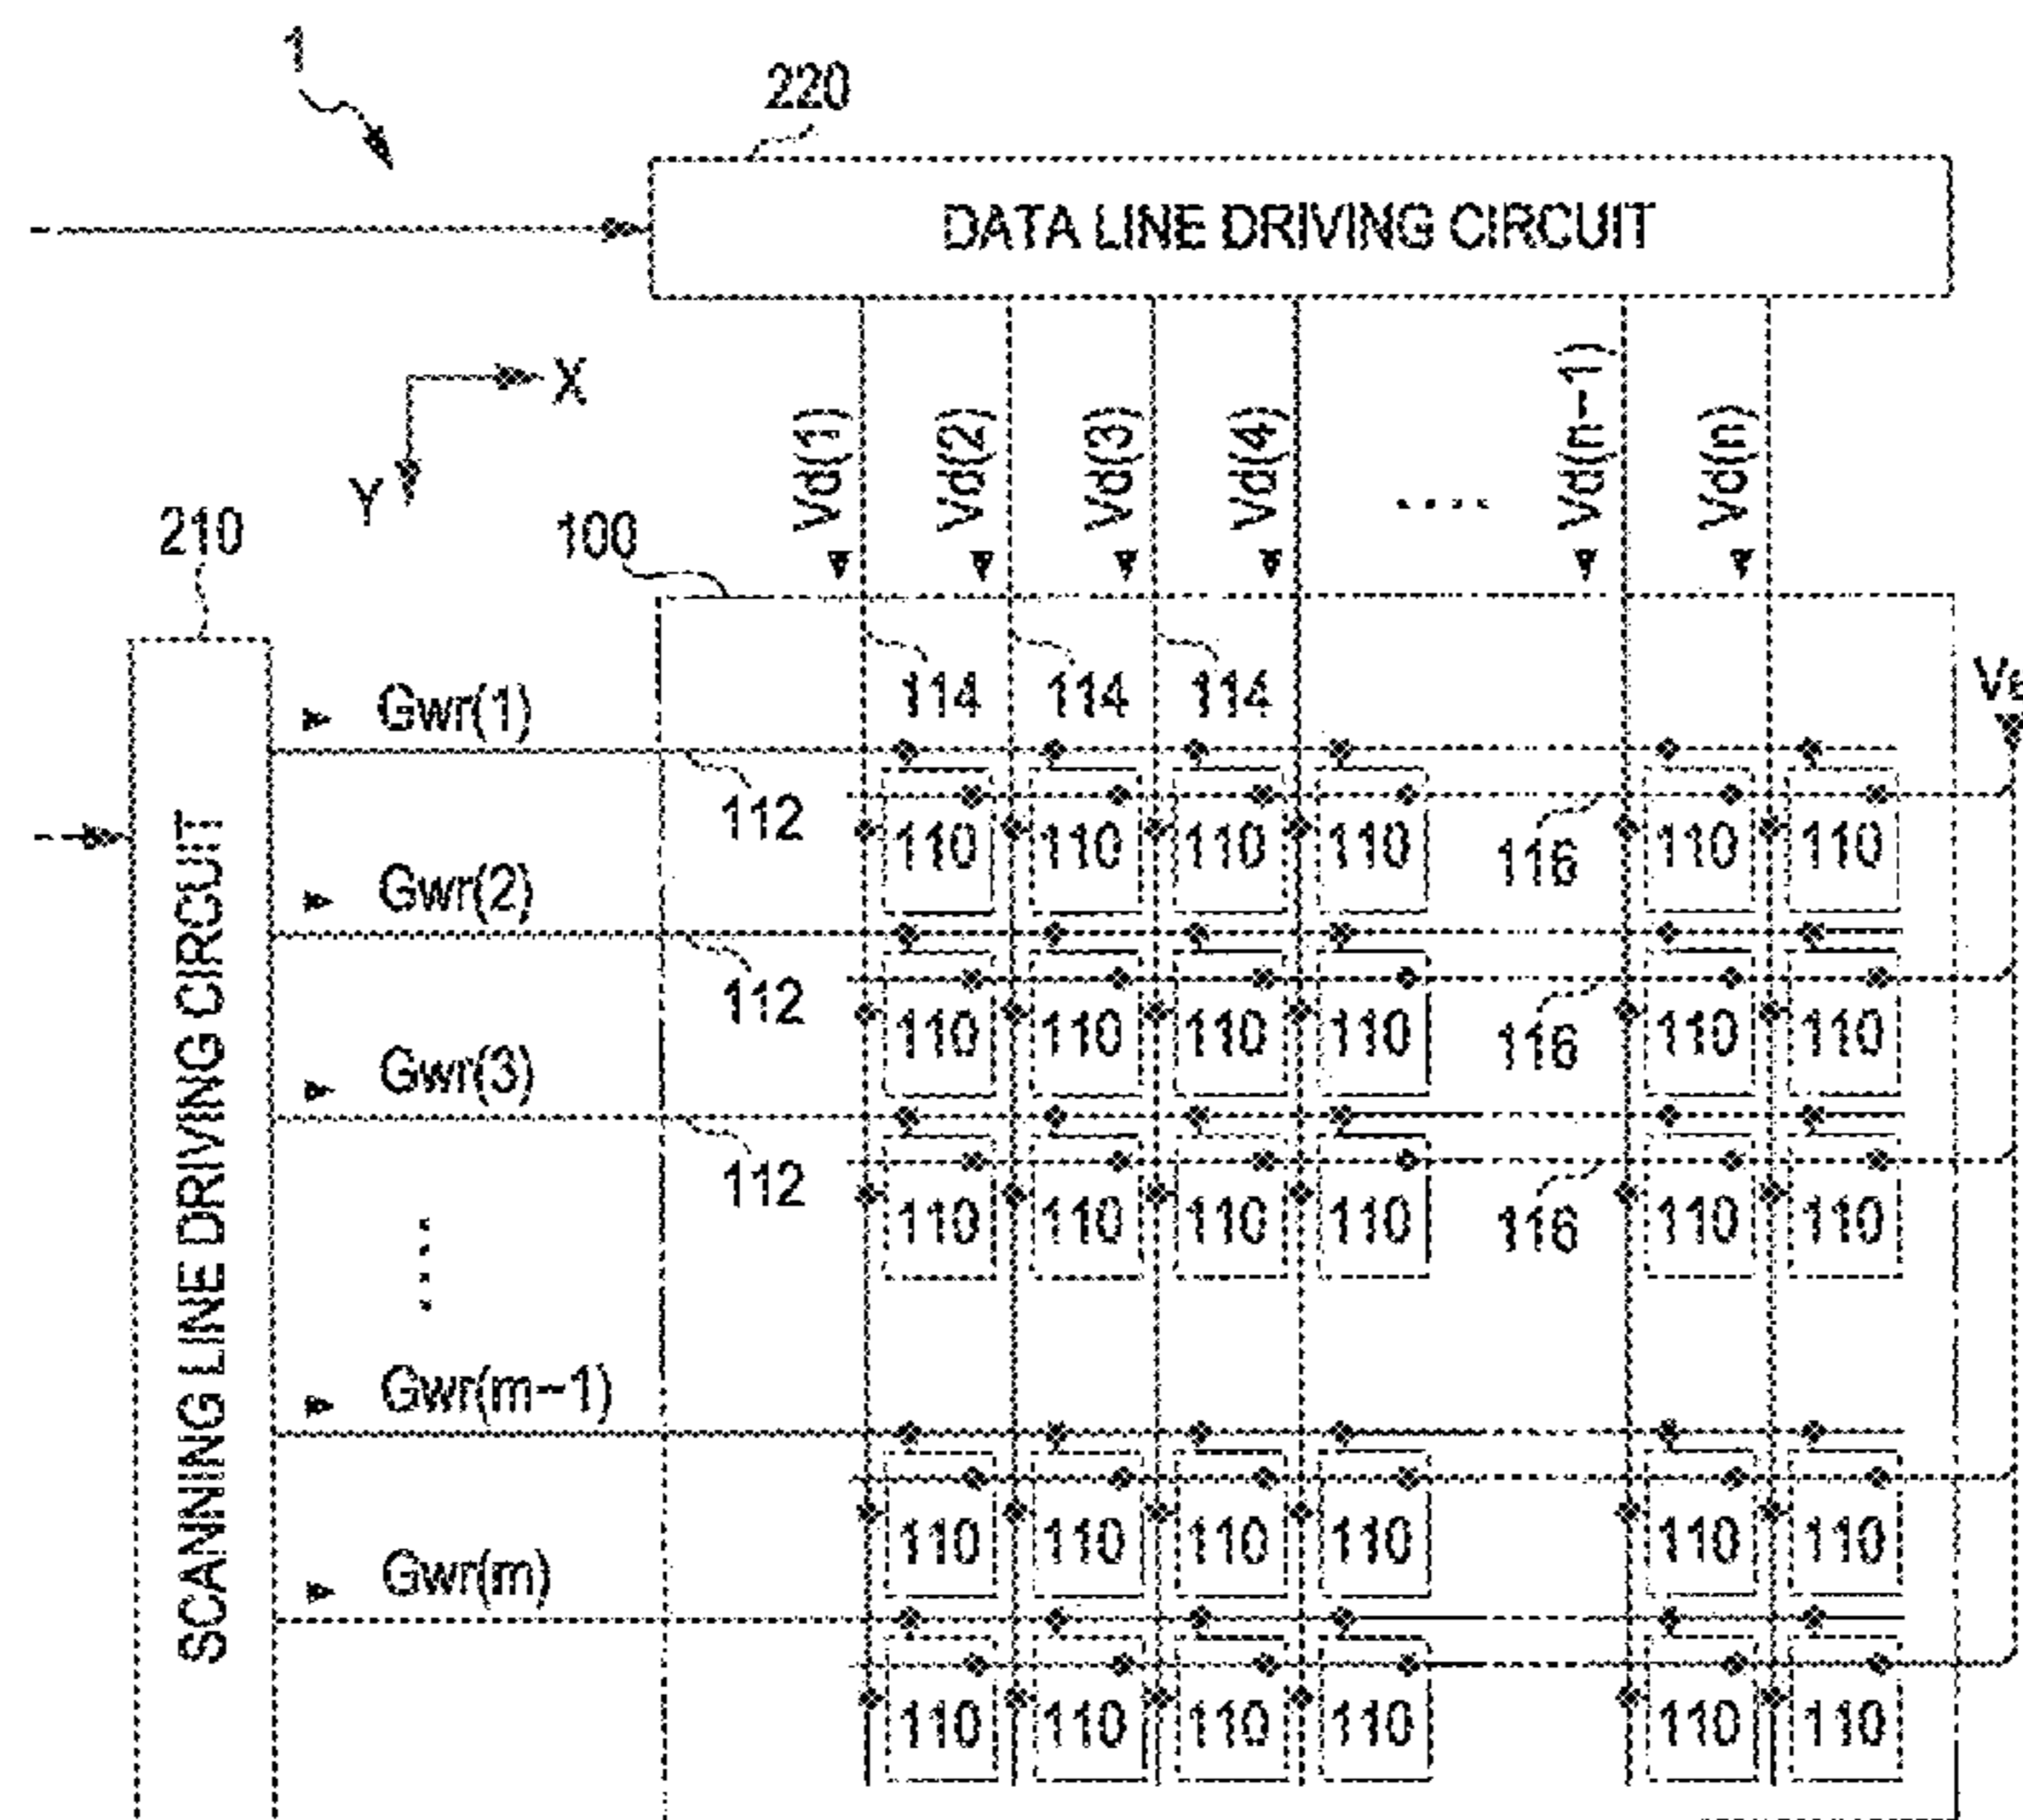 1
220
DATA LINE DRIVING CIRCUIT
X
Y
Vd(1) Vd(2) Vd(3) Vd(4) .... Vd(n-1) Vd(n)
210
100
114 114 114
Gwr(1)
112
110 110 110 110 116 110 110
Gwr(2)
112
110 110 110 110 116 110 110
Gwr(3)
112
110 110 110 110 116 110 110
SCANNING LINE DRIVING CIRCUIT
....
Gwr(m-1)
110 110 110 110 110 110
Gwr(m)
110 110 110 110 110 110